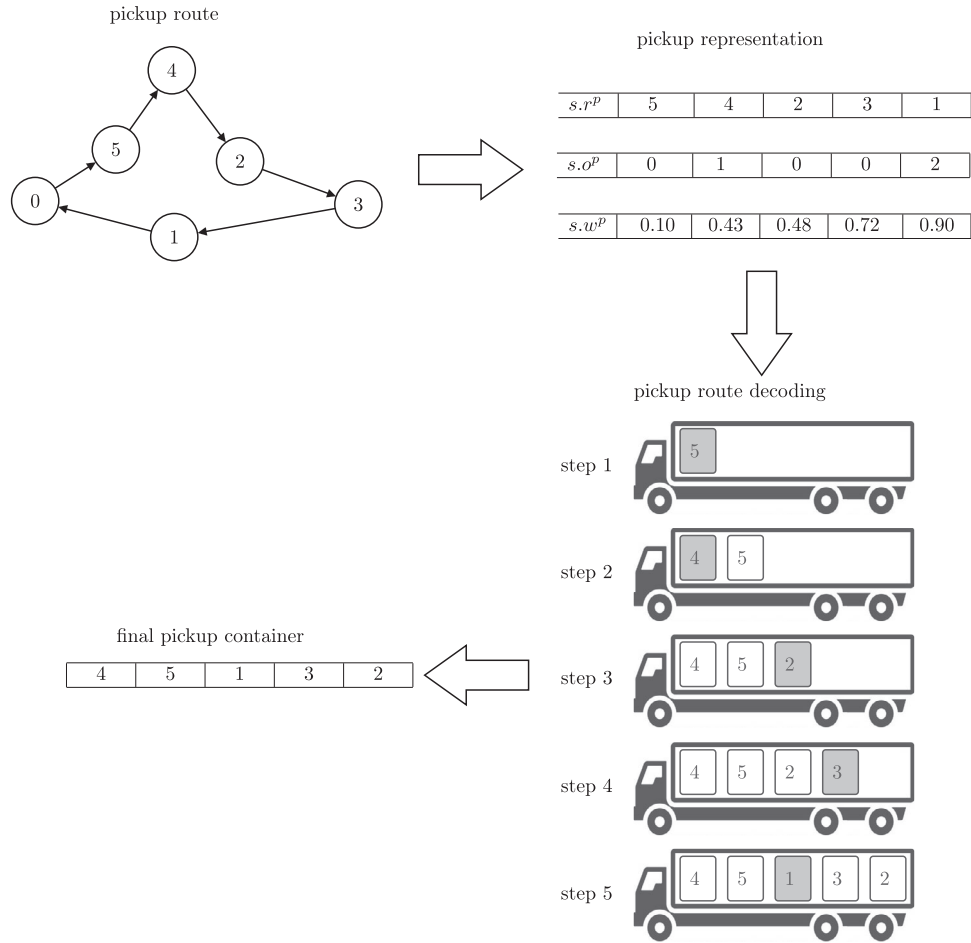 pickup route
4
5
2
0
3
1
pickup representation
s.r^p 5 4 2 3 1
s.o^p 0 1 0 0 2
s.w^p 0.10 0.43 0.48 0.72 0.90
pickup route decoding
step 1 5
step 2 4 5
step 3 4 5 2
step 4 4 5 2 3
step 5 4 5 1 3 2
final pickup container
4 5 1 3 2